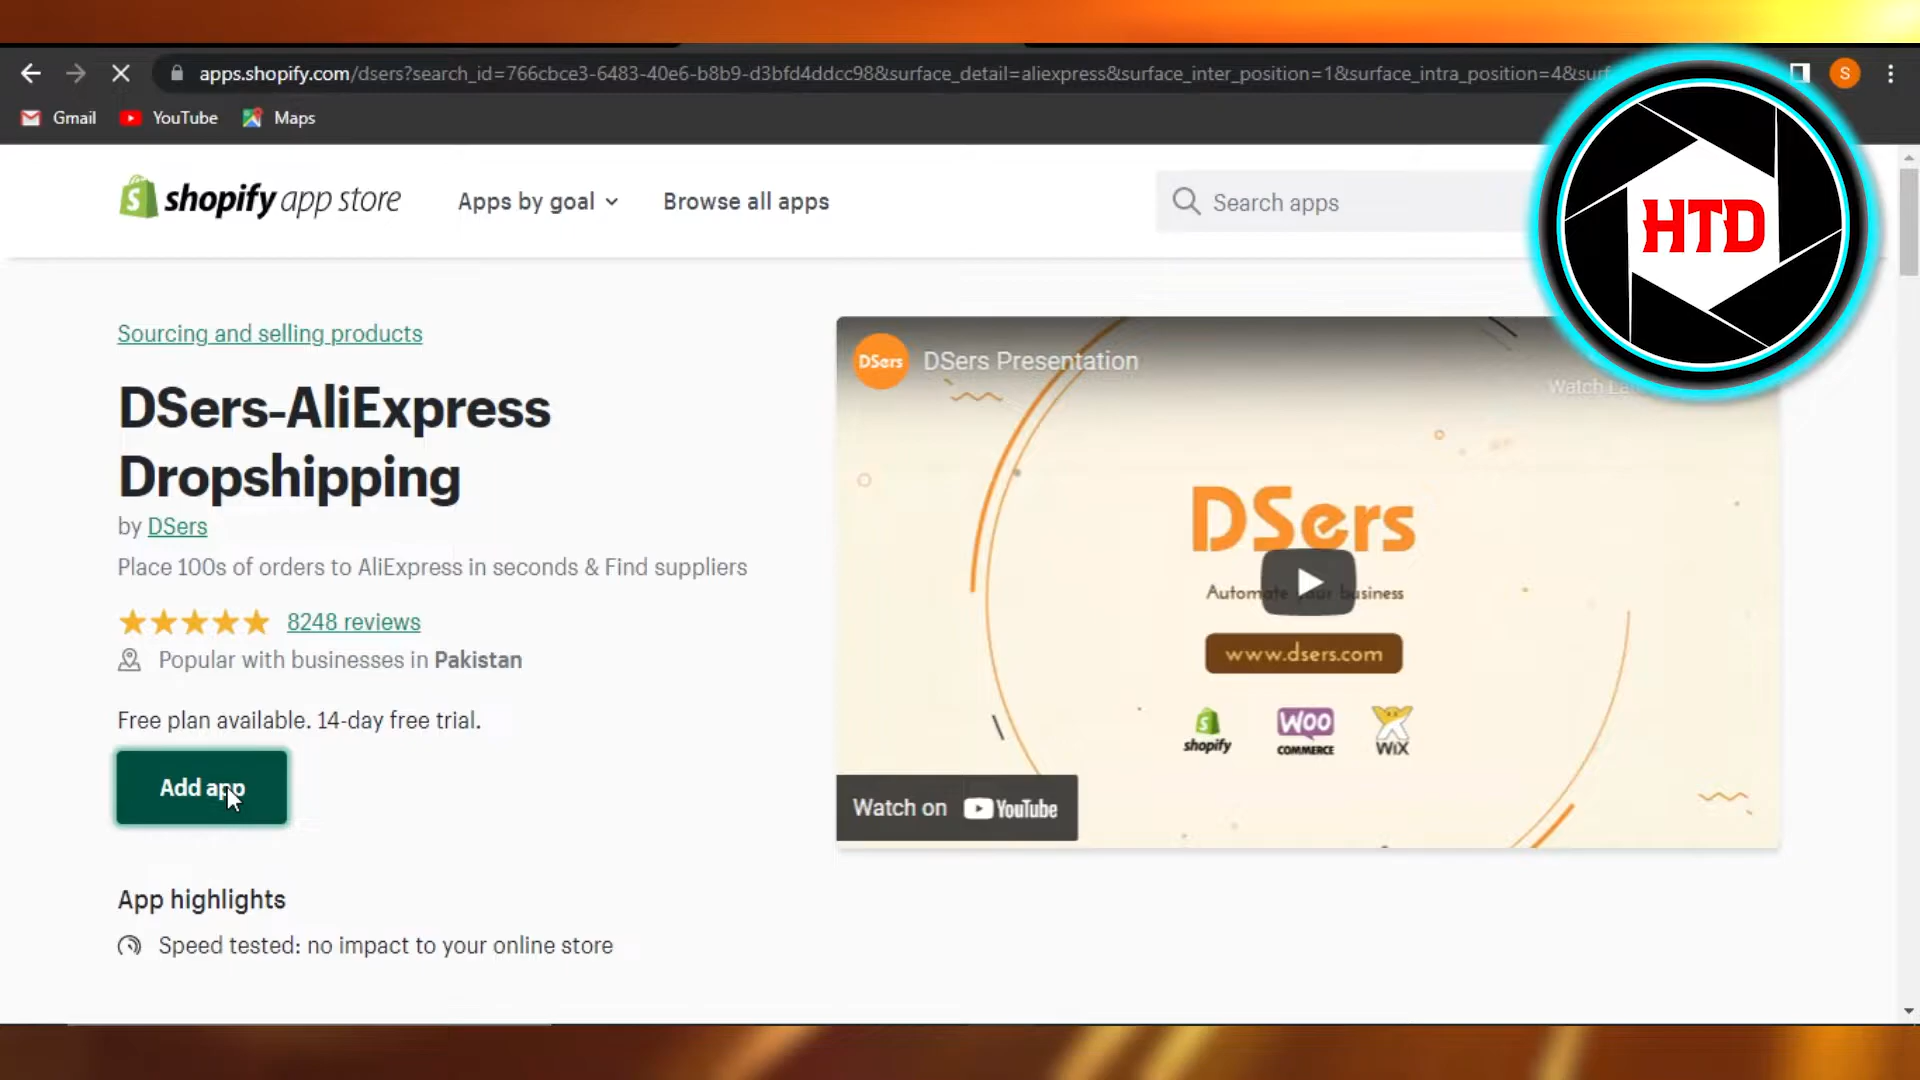 apps.shopify.com/dsers?search_id=766cbce3-6483-40e6-b8b9-d3bfd4ddcc98&surface_detail=aliexpress&surface_inter_position=1&surface_intra_position=4&surf
S
Gmail YouTube Maps
shopify app store Apps by goal Browse all apps Search apps
HTD
Sourcing and selling products
DSers-AliExpress
Dropshipping
by DSers
Place 100s of orders to AliExpress in seconds & Find suppliers
8248 reviews
Popular with businesses in Pakistan
Free plan available. 14-day free trial.
Add app
App highlights
Speed tested: no impact to your online store
DSers DSers Presentation
Watch
DSers
Automate your business
www.dsers.com
shopify WOO COMMERCE WIX
Watch on YouTube